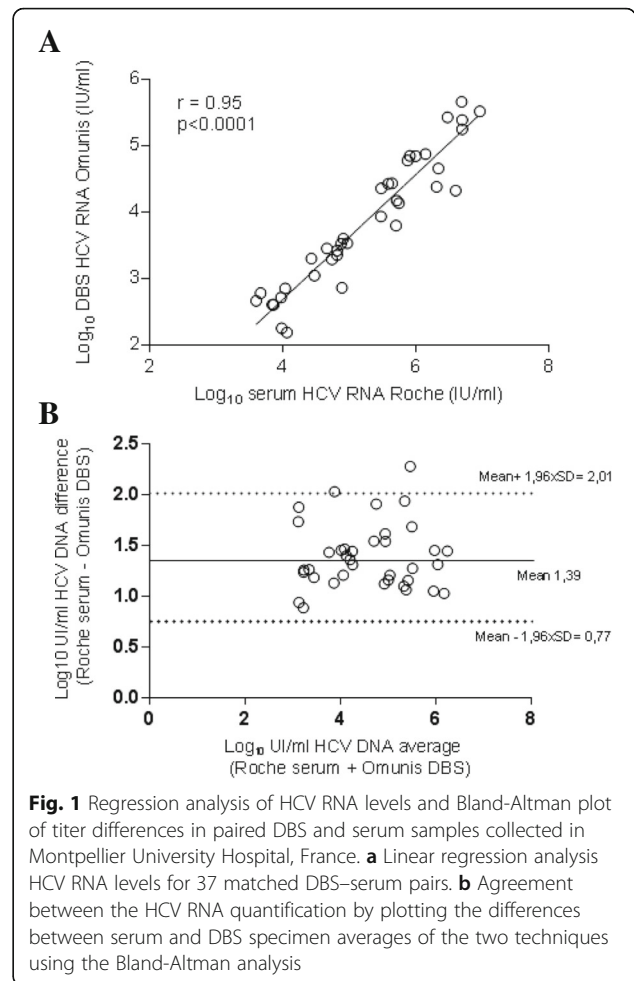 A
r = 0.95
p<0.0001
Log10 DBS HCV RNA Omunis (IU/ml)
6
5
4
3
2
2 4 6 8
Log10 serum HCV RNA Roche (IU/ml)
B
Log10 UI/ml HCV DNA difference
(Roche serum - Omunis DBS)
2.5
2.0
1.5
1.0
0.5
0.0
Mean+ 1,96xSD= 2,01
Mean 1,39
Mean - 1,96xSD= 0,77
0 2 4 6 8
Log10 UI/ml HCV DNA average
(Roche serum + Omunis DBS)
Fig. 1 Regression analysis of HCV RNA levels and Bland-Altman plot
of titer differences in paired DBS and serum samples collected in
Montpellier University Hospital, France. a Linear regression analysis
HCV RNA levels for 37 matched DBS–serum pairs. b Agreement
between the HCV RNA quantification by plotting the differences
between serum and DBS specimen averages of the two techniques
using the Bland-Altman analysis